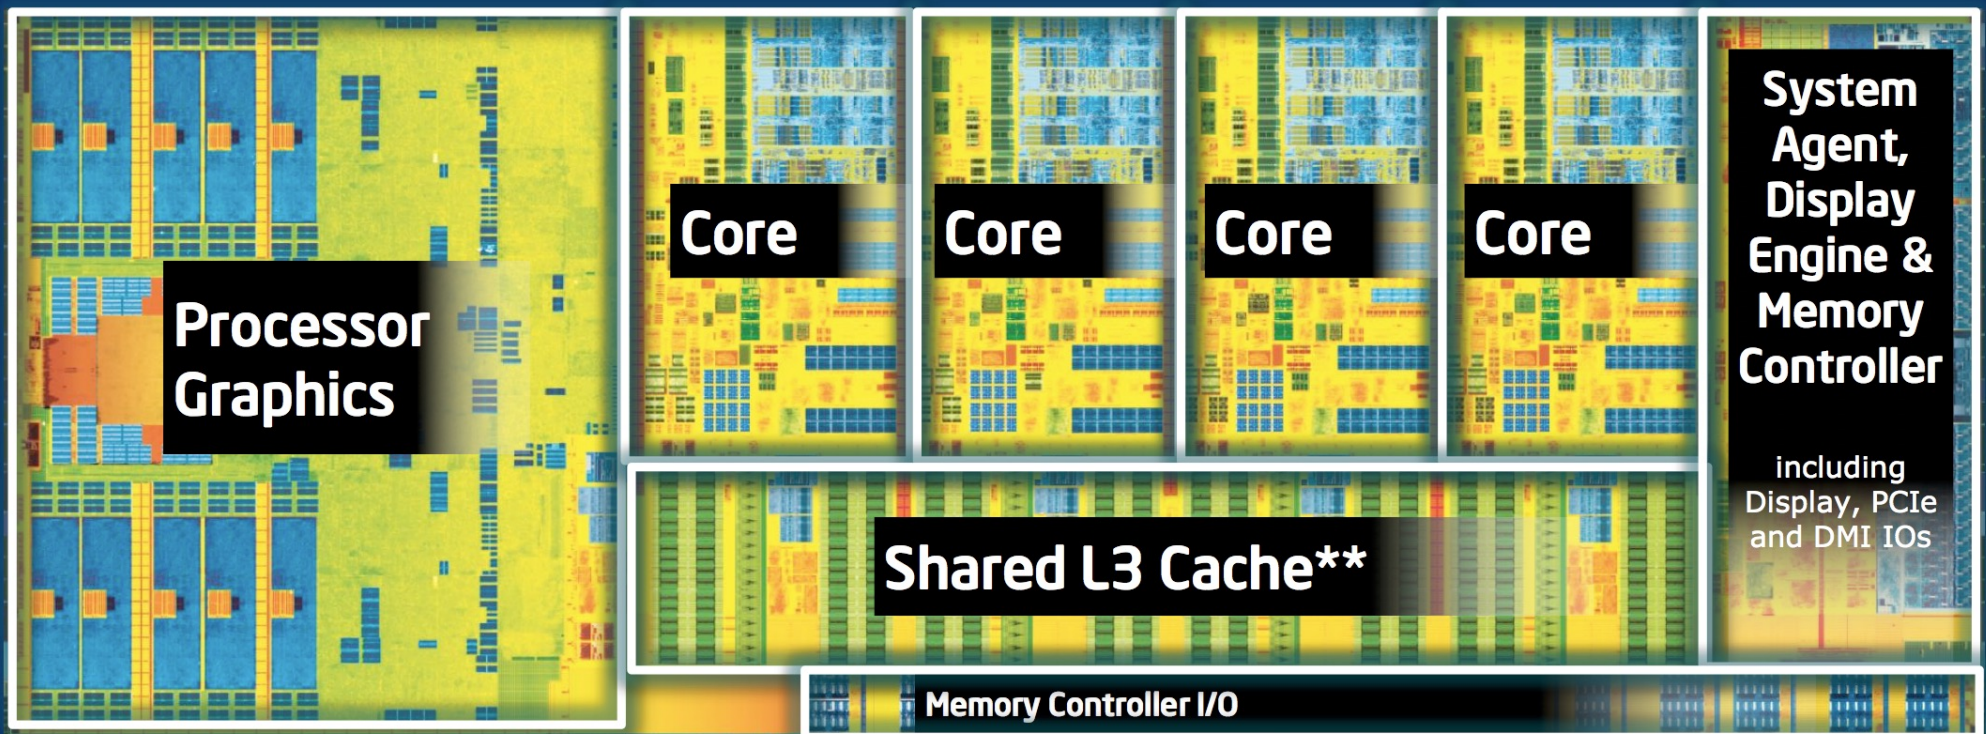 Processor
Graphics
Core
Core
Core
Core
System
Agent,
Display
Engine &
Memory
Controller
including
Display, PCIe
and DMI IOs
Shared L3 Cache**
Memory Controller I/O